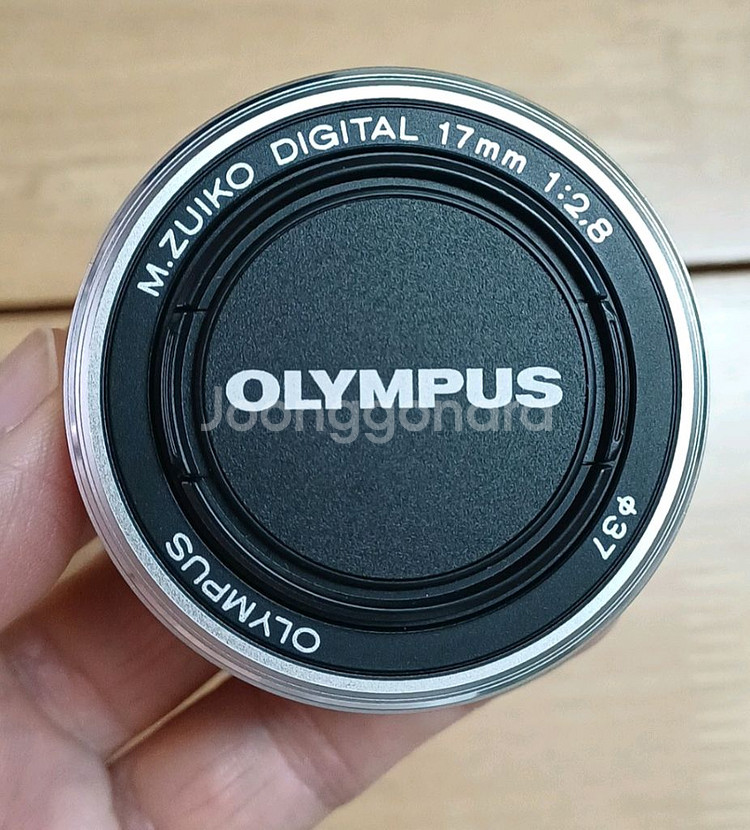 M.ZUIKO DIGITAL 17mm 1:2,8
OLYMPUS
Joonggonara
φ37
OLYMPUS